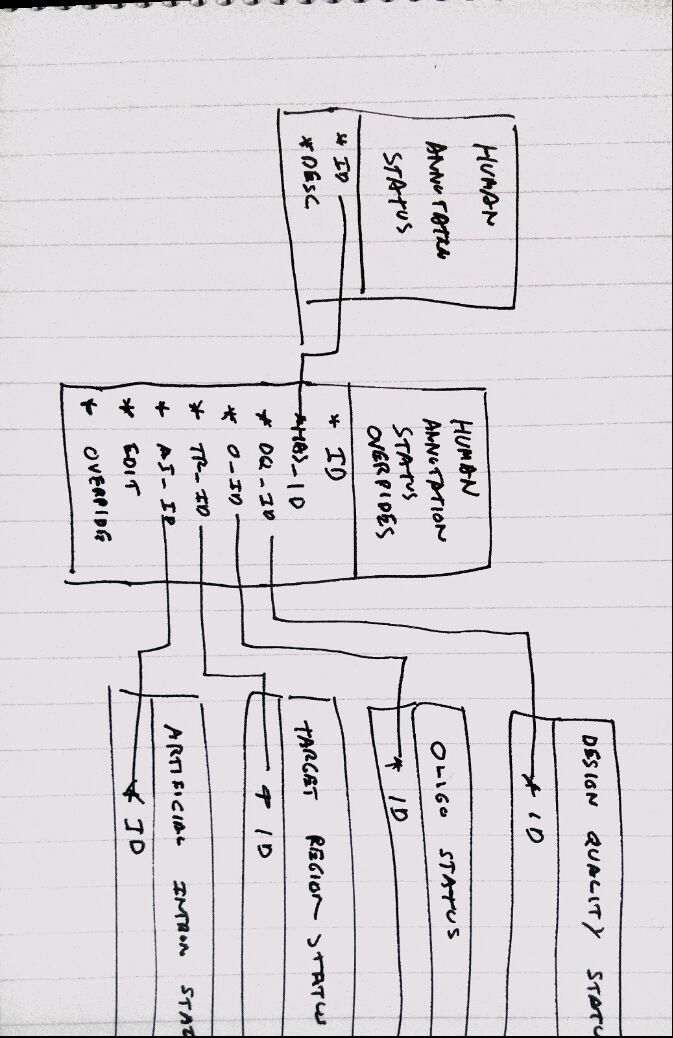 HUMAN
ANNOTATION
STATUS
* ID
* DESC
HUMAN
ANNOTATION
STATUS
OVERRIDES
* ID
* HAS_ID
* DQ_ID
* O_ID
* TR_ID
* AI_ID
* EDIT
* OVERRIDE
DESIGN QUALITY STATU
* ID
OLIGO STATUS
* ID
TARGET REGION STATUS
* ID
ARTIFICIAL INTRON STAT
* ID